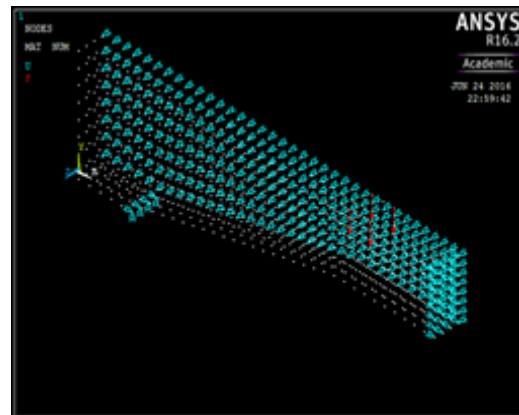 1
NODES
MAT NUM
U
F
ANSYS
R16.2
Academic
JUN 24 2016
22:59:42
Y
X